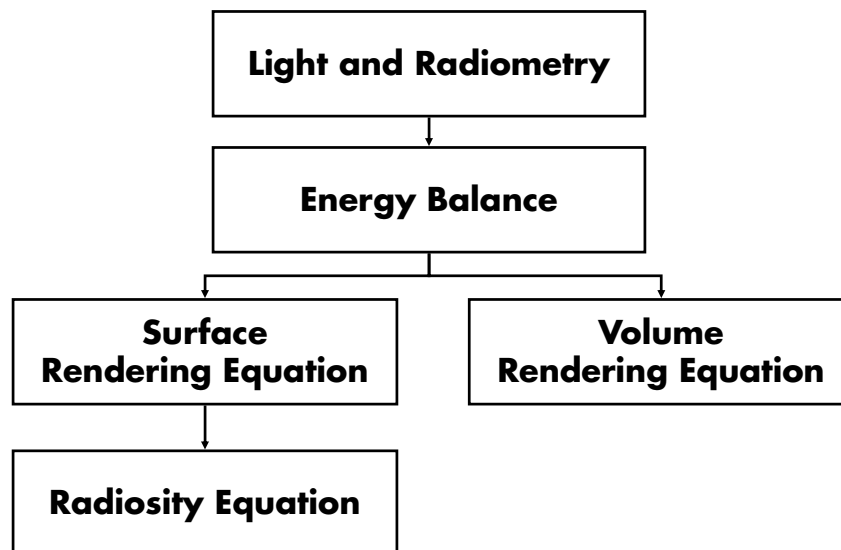 Light and Radiometry
Energy Balance
Surface
Rendering Equation
Volume
Rendering Equation
Radiosity Equation